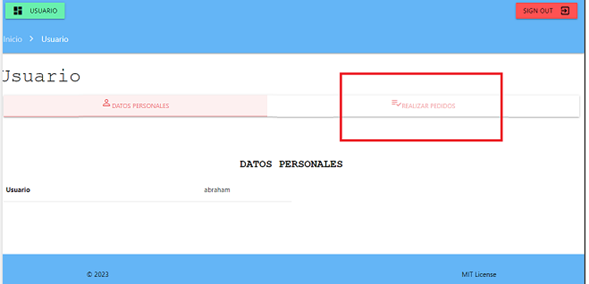 USUARIO
SIGN OUT
Inicio > Usuario
Usuario
DATOS PERSONALES
REALIZAR PEDIDOS
DATOS PERSONALES
Usuario abraham
© 2023 MIT License